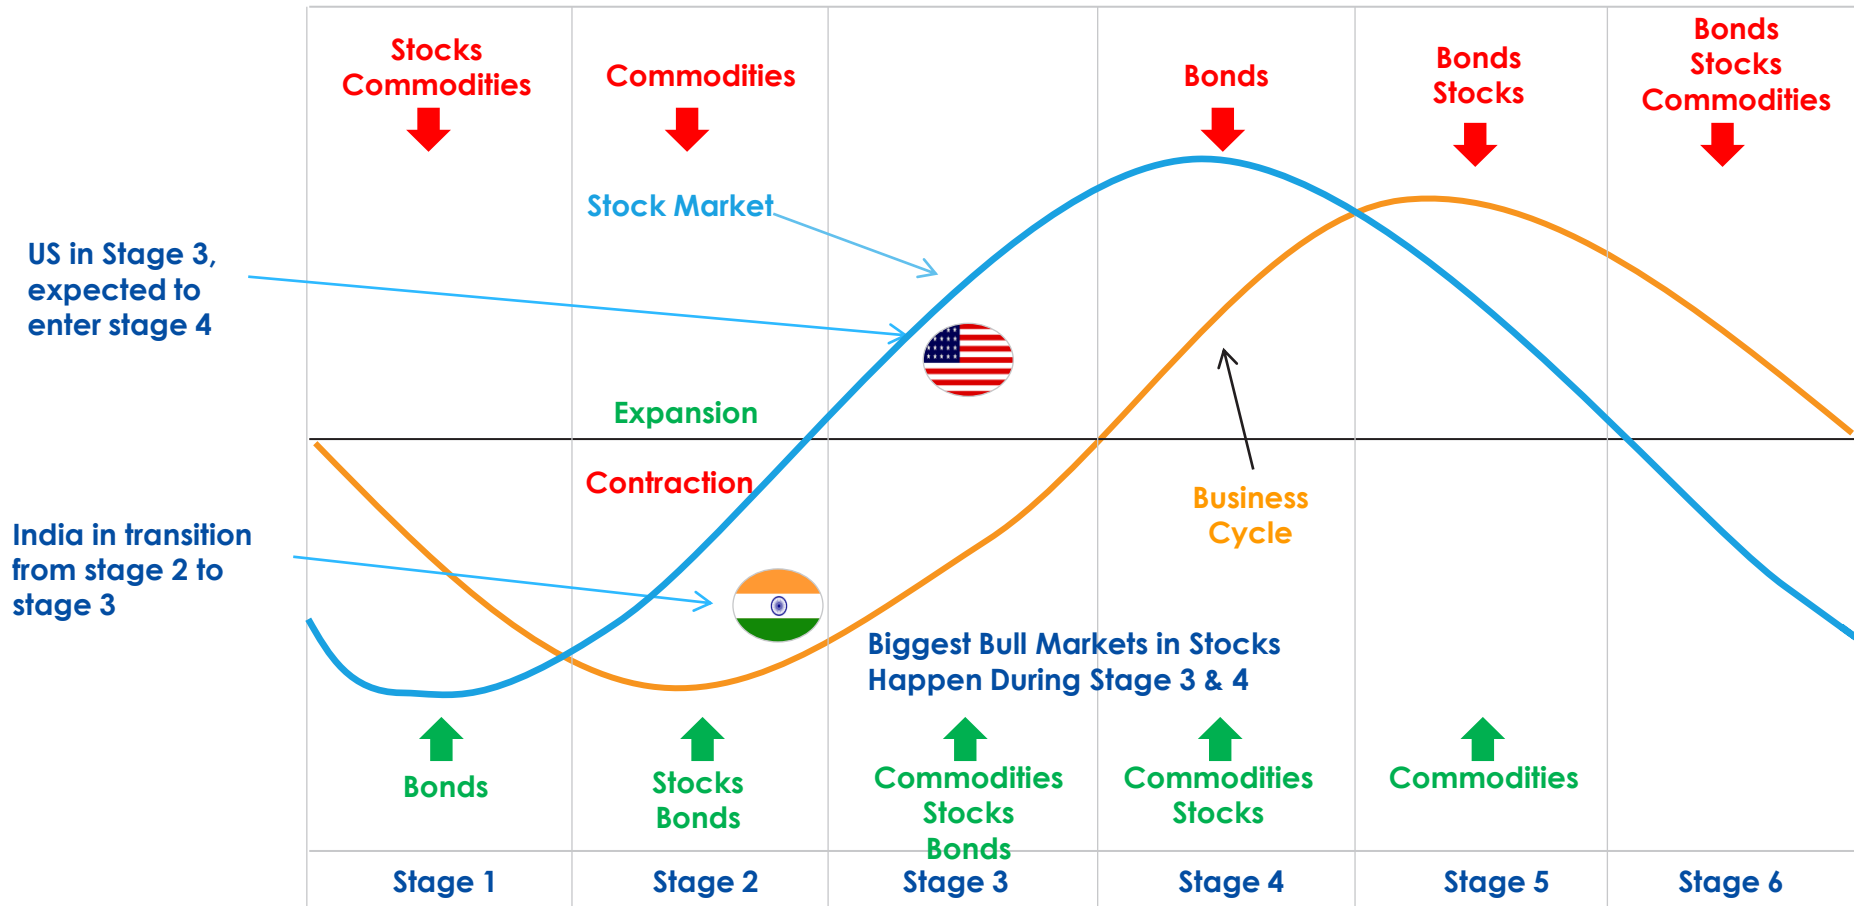 Stocks
Commodities
Commodities
Bonds
Bonds
Stocks
Bonds
Stocks
Commodities
Stock Market
US in Stage 3,
expected to
enter stage 4
Expansion
Contraction
Business
Cycle
India in transition
from stage 2 to
stage 3
Biggest Bull Markets in Stocks
Happen During Stage 3 & 4
Bonds
Stocks
Bonds
Commodities
Stocks
Bonds
Commodities
Stocks
Commodities
Stage 1
Stage 2
Stage 3
Stage 4
Stage 5
Stage 6